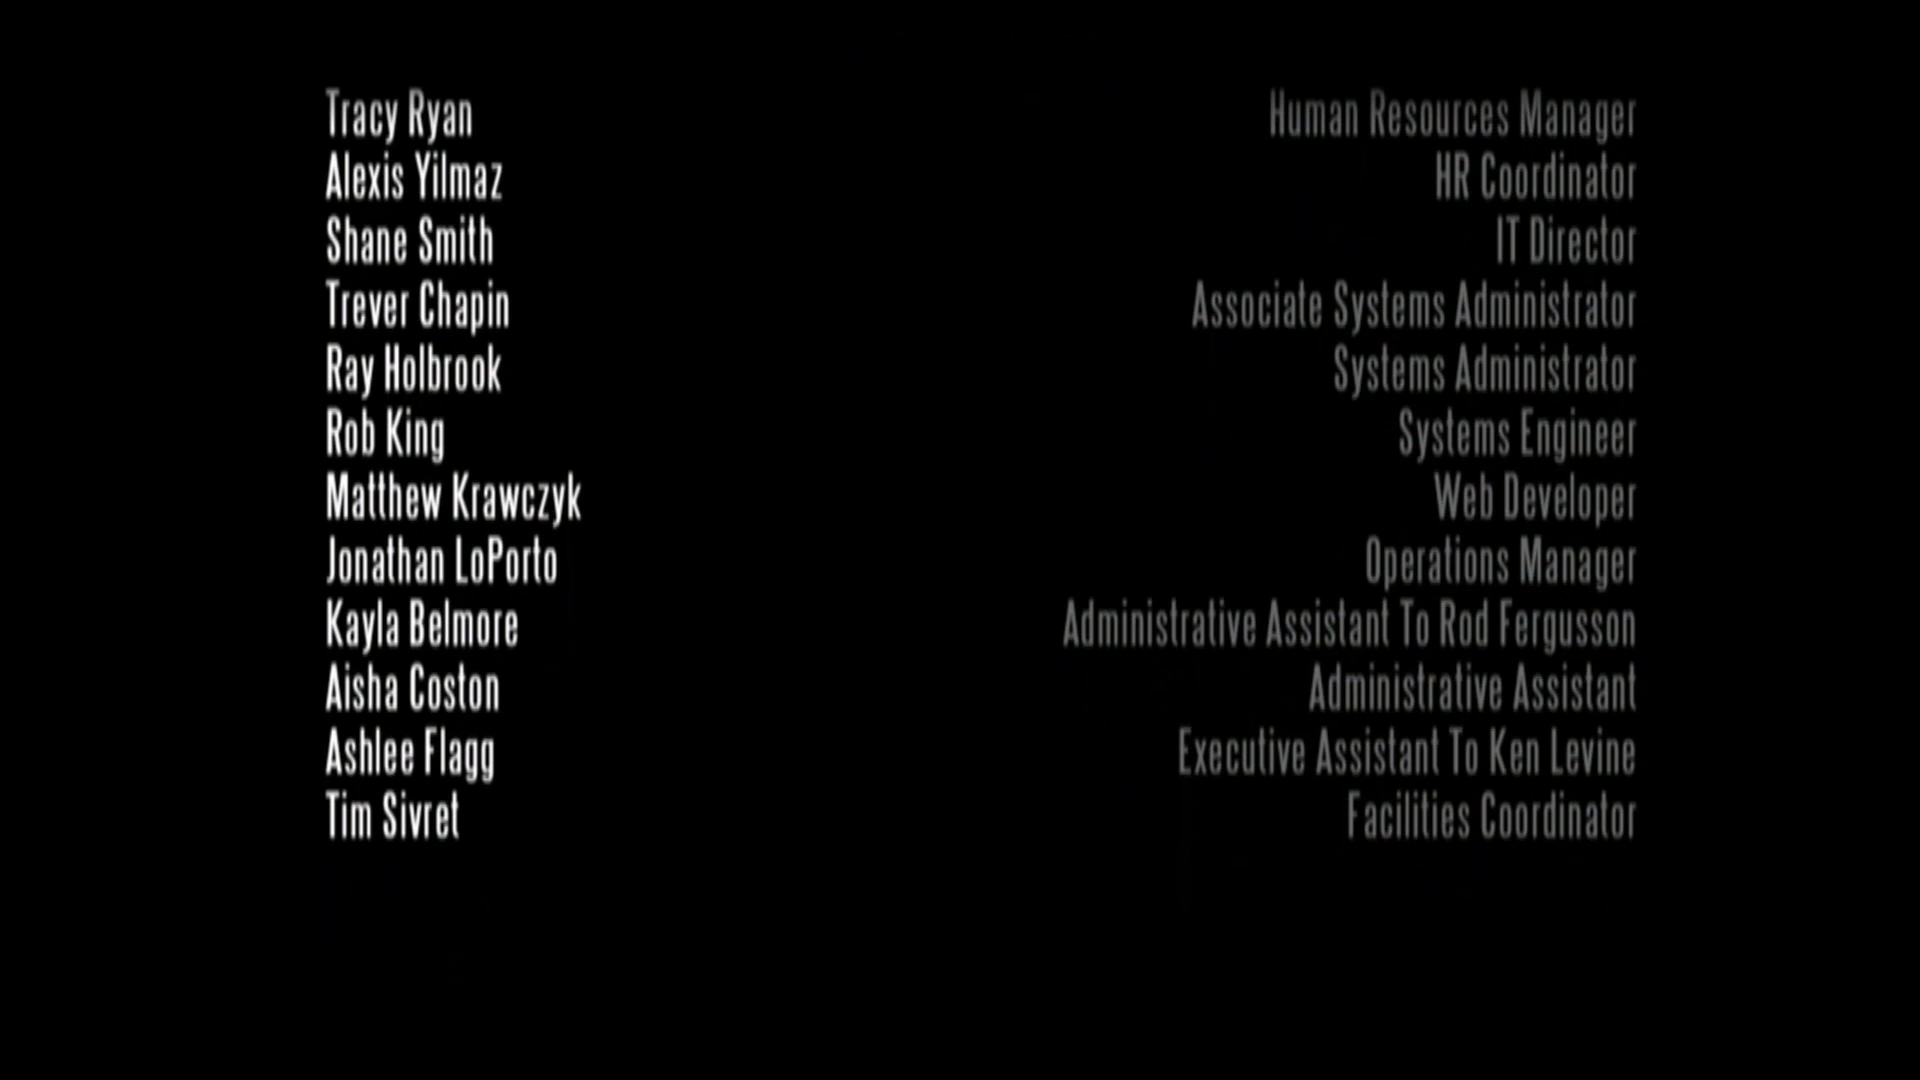 Tracy Ryan Human Resources Manager
Alexis Yilmaz HR Coordinator
Shane Smith IT Director
Trever Chapin Associate Systems Administrator
Ray Holbrook Systems Administrator
Rob King Systems Engineer
Matthew Krawczyk Web Developer
Jonathan LoPorto Operations Manager
Kayla Belmore Administrative Assistant To Rod Fergusson
Aisha Coston Administrative Assistant
Ashlee Flagg Executive Assistant To Ken Levine
Tim Sivret Facilities Coordinator